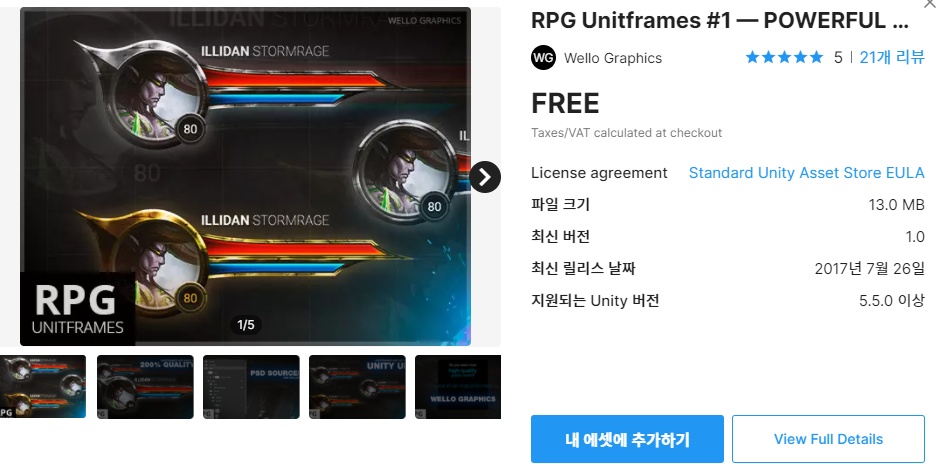 WELLO GRAPHICS
ILLIDAN STORMRAGE
80
IL
80
ILLIDAN STORMRAGE
80
RPG
UNITFRAMES
1/5
200% QUALITY
PSD SOURCE
UNITY UI
high quality
WELLO GRAPHICS
RPG Unitframes #1 — POWERFUL ...
WG Wello Graphics 5 21개 리뷰
FREE
Taxes/VAT calculated at checkout
License agreement Standard Unity Asset Store EULA
파일 크기 13.0 MB
최신 버전 1.0
최신 릴리스 날짜 2017년 7월 26일
지원되는 Unity 버전 5.5.0 이상
내 에셋에 추가하기 View Full Details